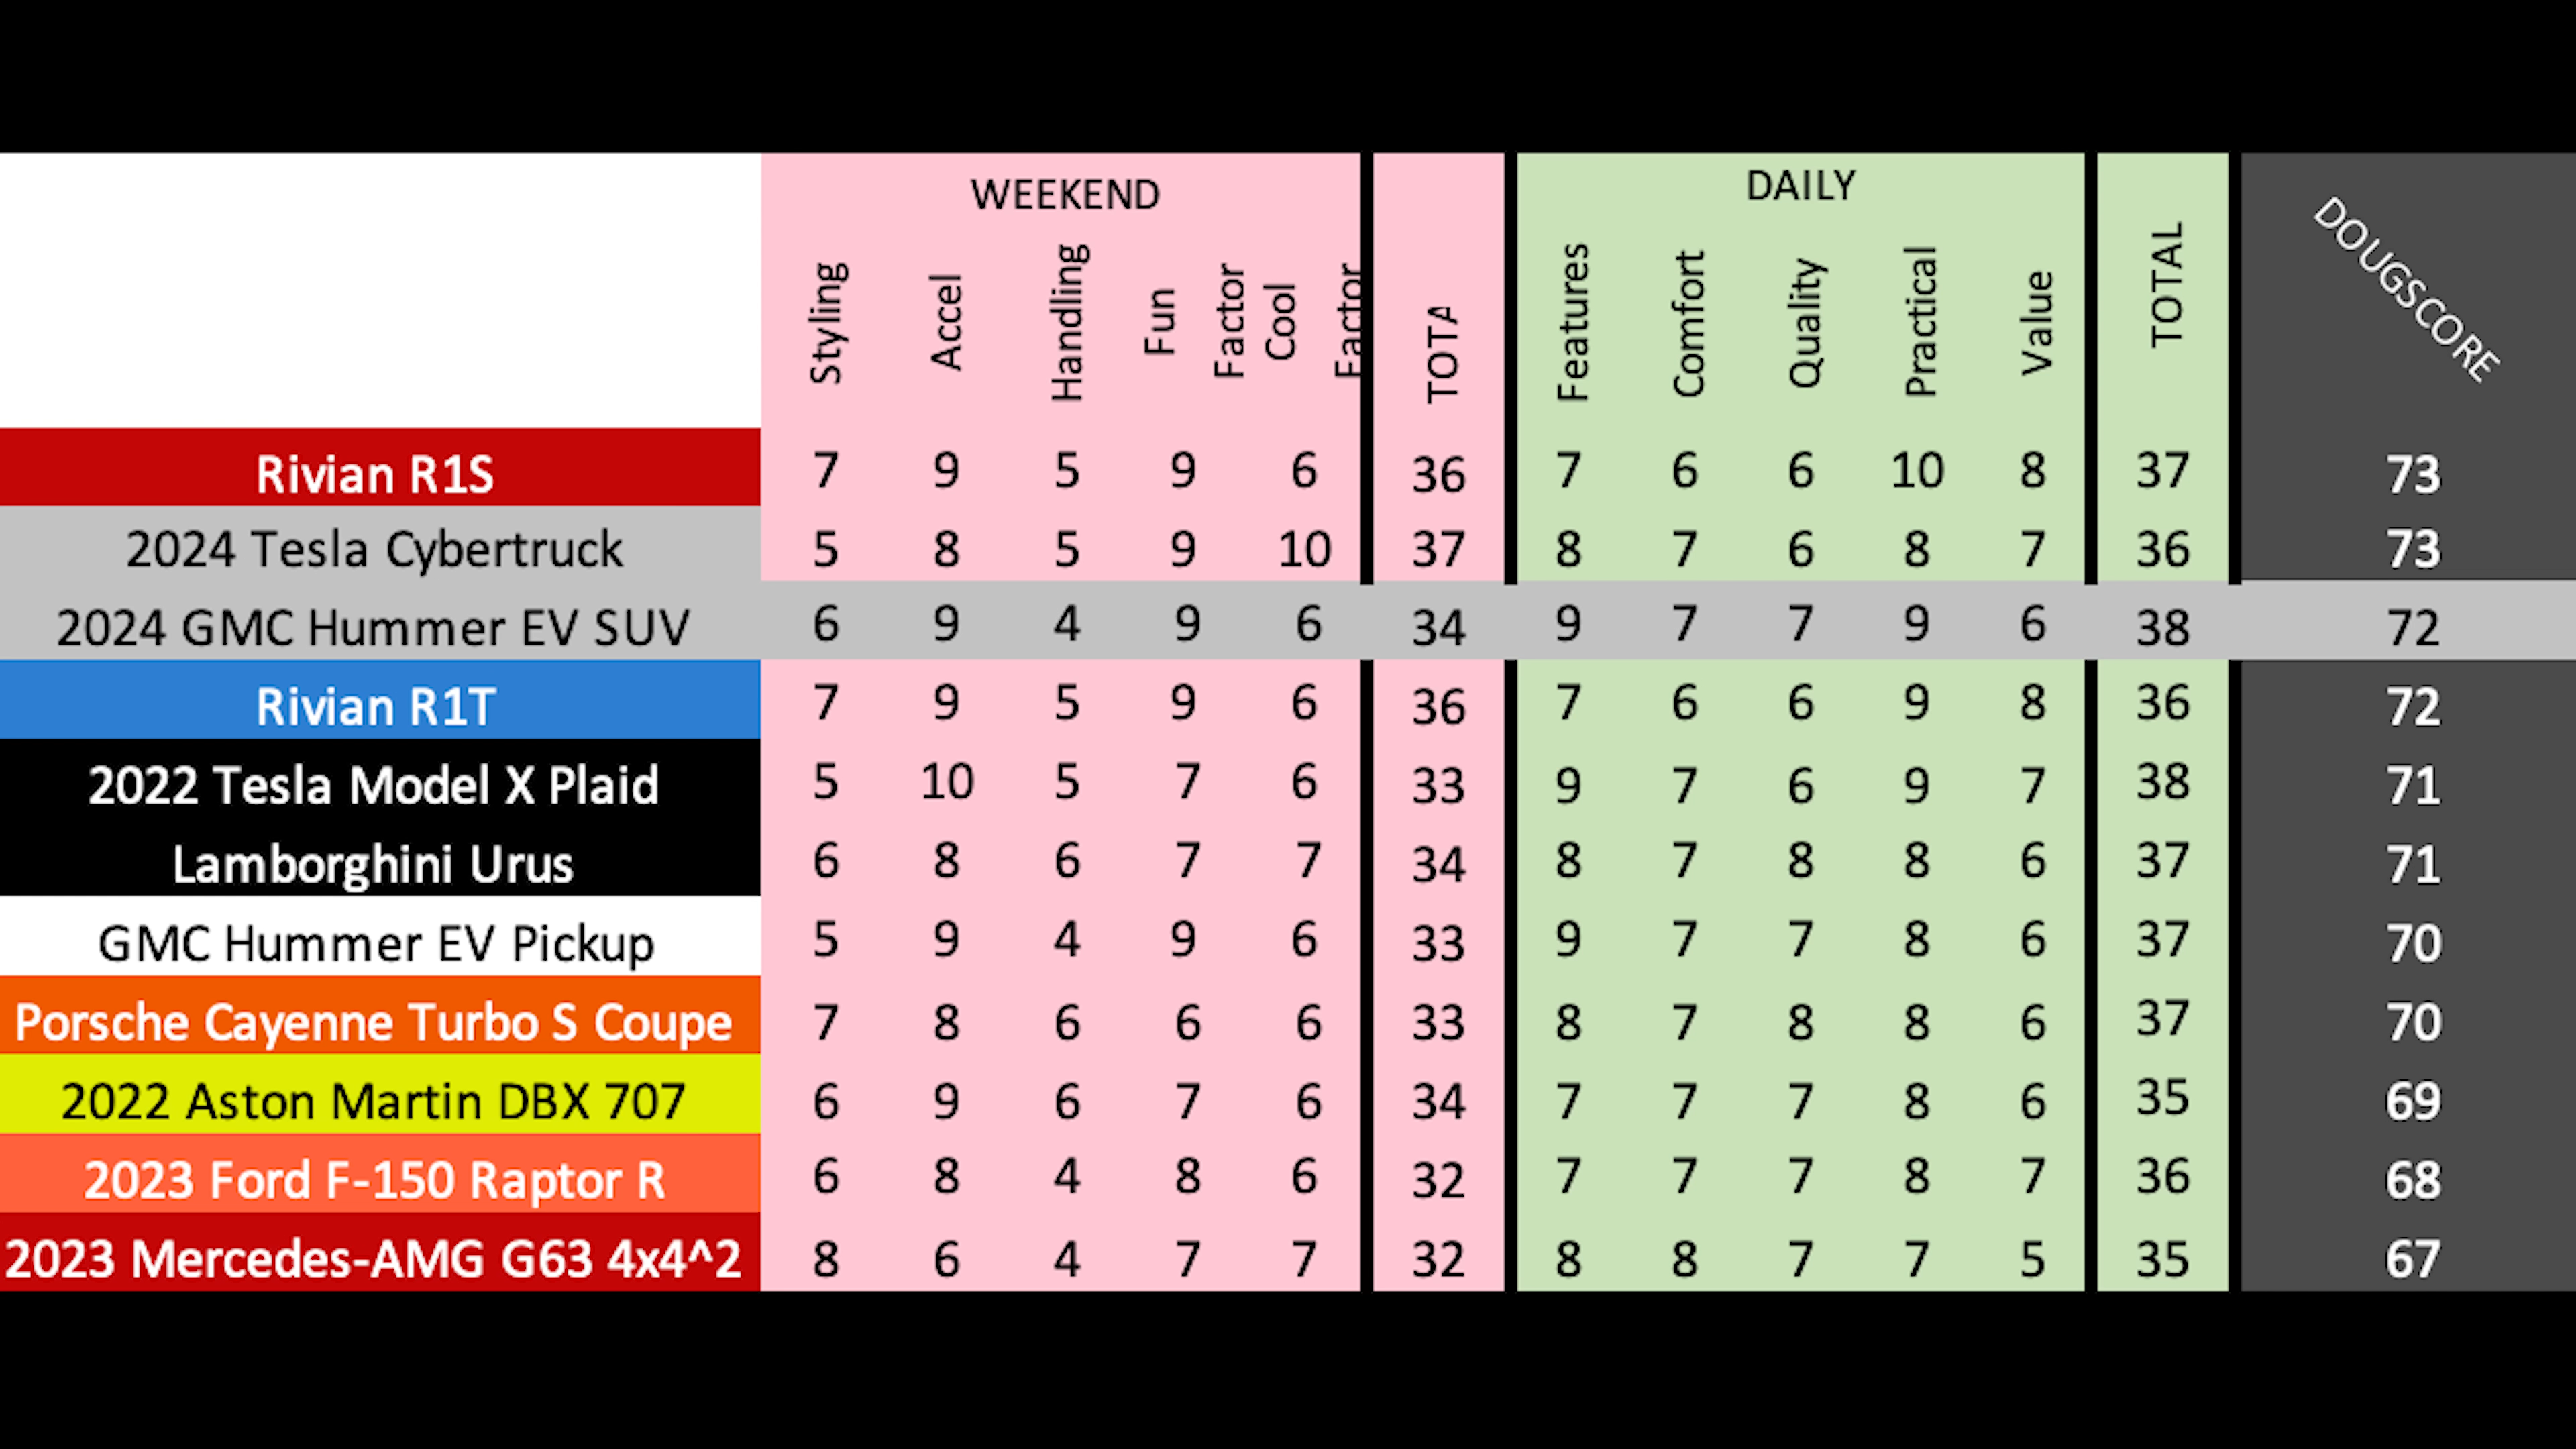 WEEKEND DAILY
Styling Accel Handling Fun Factor Cool Factor TOTA Features Comfort Quality Practical Value TOTAL DOUGSCORE
Rivian R1S 7 9 5 9 6 36 7 6 6 10 8 37 73
2024 Tesla Cybertruck 5 8 5 9 10 37 8 7 6 8 7 36 73
2024 GMC Hummer EV SUV 6 9 4 9 6 34 9 7 7 9 6 38 72
Rivian R1T 7 9 5 9 6 36 7 6 6 9 8 36 72
2022 Tesla Model X Plaid 5 10 5 7 6 33 9 7 6 9 7 38 71
Lamborghini Urus 6 8 6 7 7 34 8 7 8 8 6 37 71
GMC Hummer EV Pickup 5 9 4 9 6 33 9 7 7 8 6 37 70
Porsche Cayenne Turbo S Coupe 7 8 6 6 6 33 8 7 8 8 6 37 70
2022 Aston Martin DBX 707 6 9 6 7 6 34 7 7 7 8 6 35 69
2023 Ford F-150 Raptor R 6 8 4 8 6 32 7 7 7 8 7 36 68
2023 Mercedes-AMG G63 4x4^2 8 6 4 7 7 32 8 8 7 7 5 35 67